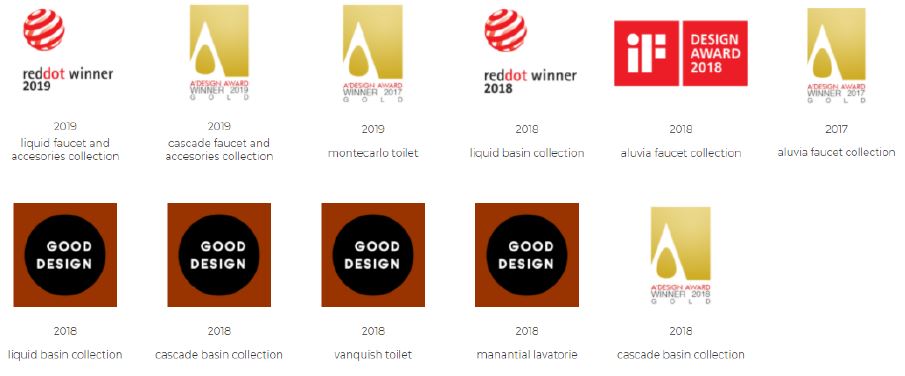 reddot winner
2019
2019
liquid faucet and
accesories collection
A'DESIGN AWARD
WINNER 2019
GOLD
2019
cascade faucet and
accesories collection
A'DESIGN AWARD
WINNER 2019
GOLD
2019
montecarlo toilet
reddot winner
2018
2018
liquid basin collection
iF
DESIGN
AWARD
2018
2018
aluvia faucet collection
A'DESIGN AWARD
WINNER 2017
GOLD
2017
aluvia faucet collection
GOOD
DESIGN
2018
liquid basin collection
GOOD
DESIGN
2018
cascade basin collection
GOOD
DESIGN
2018
vanquish toilet
GOOD
DESIGN
2018
manantial lavatorie
A'DESIGN AWARD
WINNER 2018
GOLD
2018
cascade basin collection